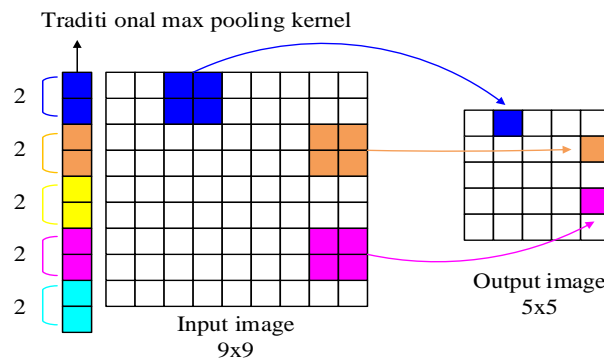 Traditi onal max pooling kernel
2
2
2
2
2
Input image
9x9
Output image
5x5